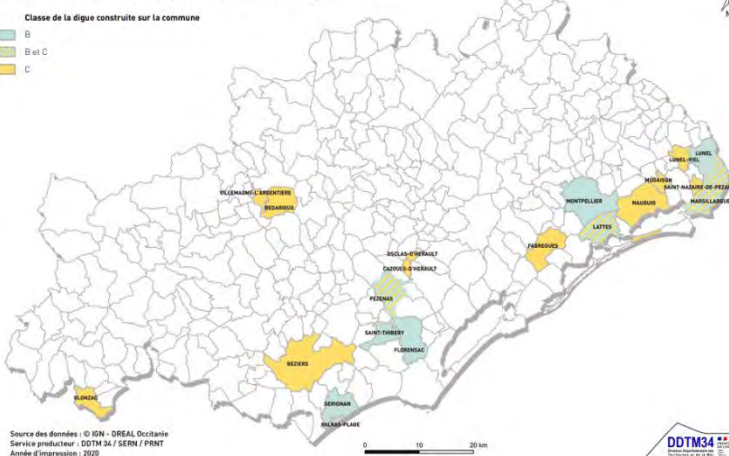 Classe de la digue construite sur la commune
B
B et C
C
N
LUNEL
LUNEL-VIEL
MUDAISON
SAINT-NAZAIRE-DE-PEZAN
VILLEMAGNE-L'ARGENTIERE
BEDARIEUX
MONTPELLIER
MAUGUIO
MARSILLARGUES
LATTES
FABREGUES
USCLAS-D'HERAULT
CAZOULS-D'HERAULT
PEZENAS
SAINT-THIBERY
FLORENSAC
BEZIERS
OLONZAC
SERIGNAN
VALRAS-PLAGE
Source des données : © IGN - DREAL Occitanie
Service producteur : DDTM 34 / SERN / PRNT
Année d'impression : 2020
0 10 20 km
DDTM34